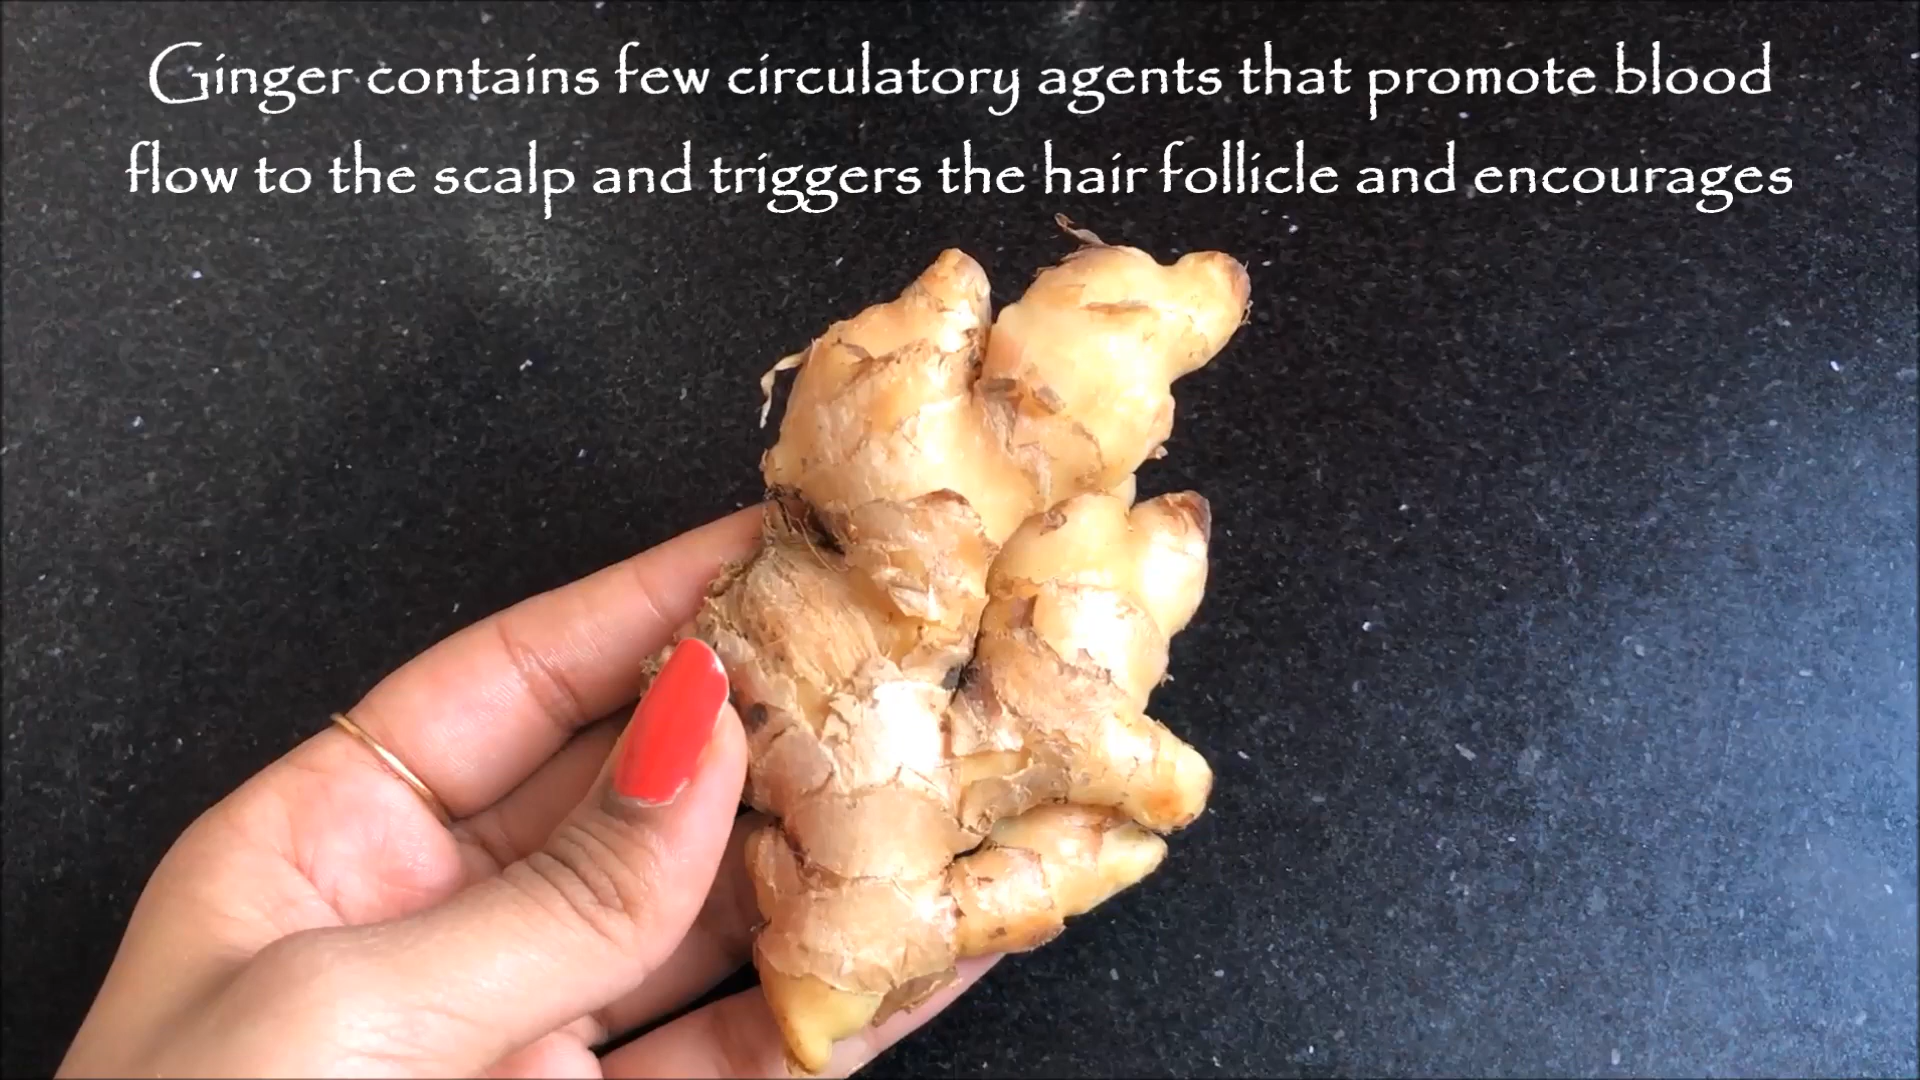 Ginger contains few circulatory agents that promote blood
flow to the scalp and triggers the hair follicle and encourages